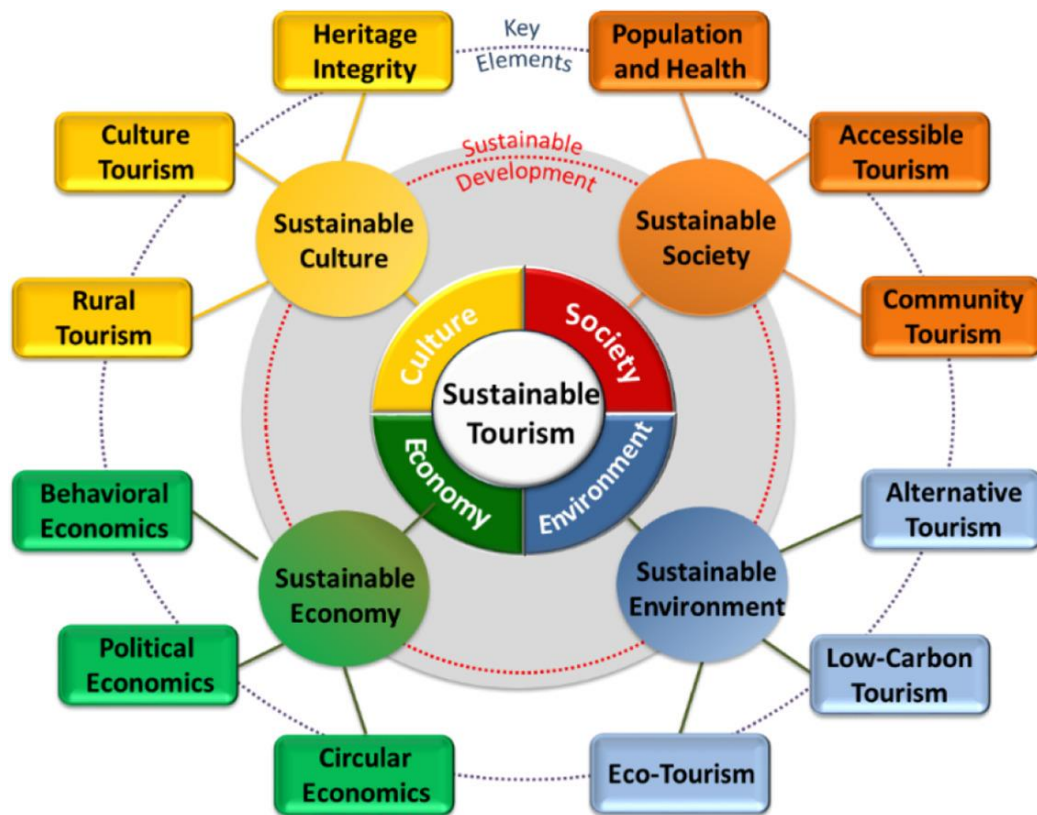 Heritage
Integrity
Key
Elements
Population
and Health
Culture
Tourism
Sustainable
Development
Accessible
Tourism
Sustainable
Culture
Sustainable
Society
Rural
Tourism
Community
Tourism
Culture
Society
Sustainable
Tourism
Economy
Environment
Behavioral
Economics
Alternative
Tourism
Sustainable
Economy
Sustainable
Environment
Political
Economics
Low-Carbon
Tourism
Circular
Economics
Eco-Tourism